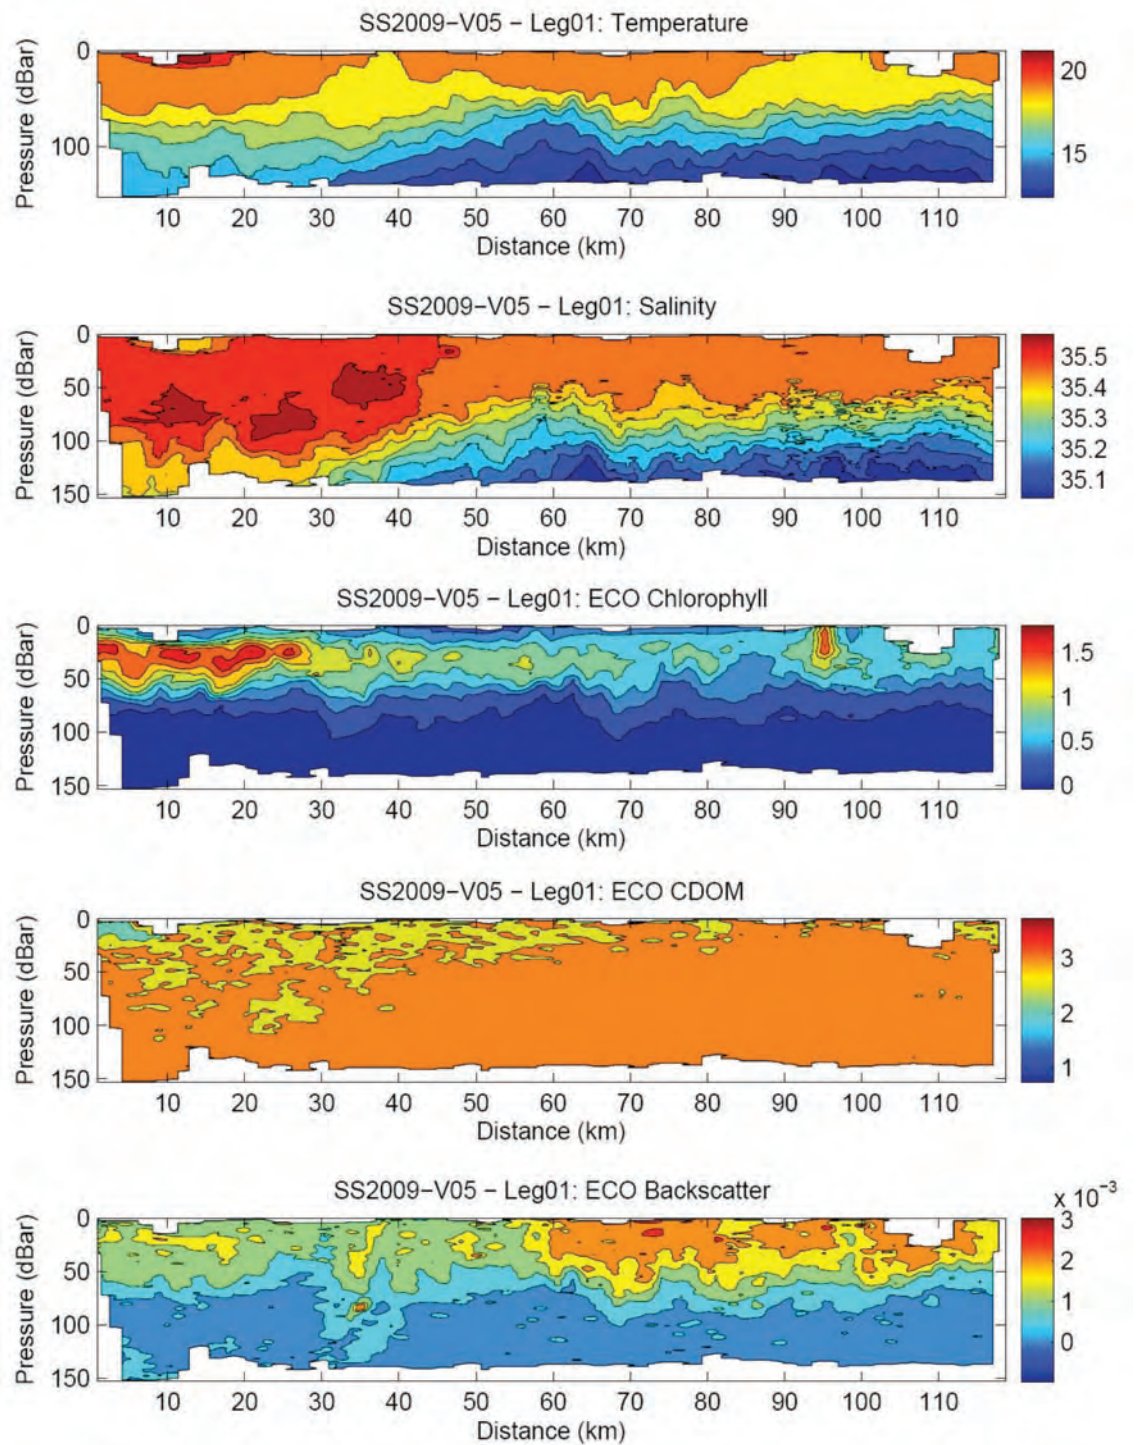 SS2009-V05 - Leg01: Temperature
Pressure (dBar)
0
100
20
15
10 20 30 40 50 60 70 80 90 100 110
Distance (km)
SS2009-V05 - Leg01: Salinity
Pressure (dBar)
0
50
100
150
35.5
35.4
35.3
35.2
35.1
10 20 30 40 50 60 70 80 90 100 110
Distance (km)
SS2009-V05 - Leg01: ECO Chlorophyll
Pressure (dBar)
0
50
100
150
1.5
1
0.5
0
10 20 30 40 50 60 70 80 90 100 110
Distance (km)
SS2009-V05 - Leg01: ECO CDOM
Pressure (dBar)
0
50
100
150
3
2
1
10 20 30 40 50 60 70 80 90 100 110
Distance (km)
SS2009-V05 - Leg01: ECO Backscatter
x 10⁻³
Pressure (dBar)
0
50
100
150
3
2
1
0
10 20 30 40 50 60 70 80 90 100 110
Distance (km)